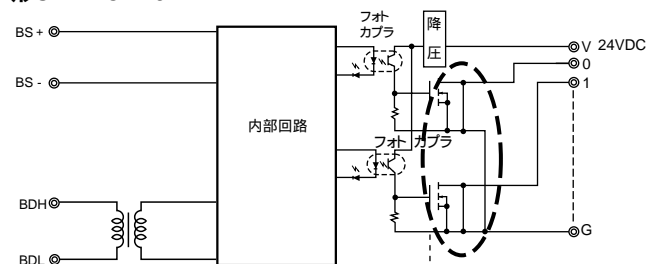 フォト
カプラ
降
圧
BS +
V 24VDC
0
BS -
1
内部回路
フォト カプラ
BDH
G
BDL